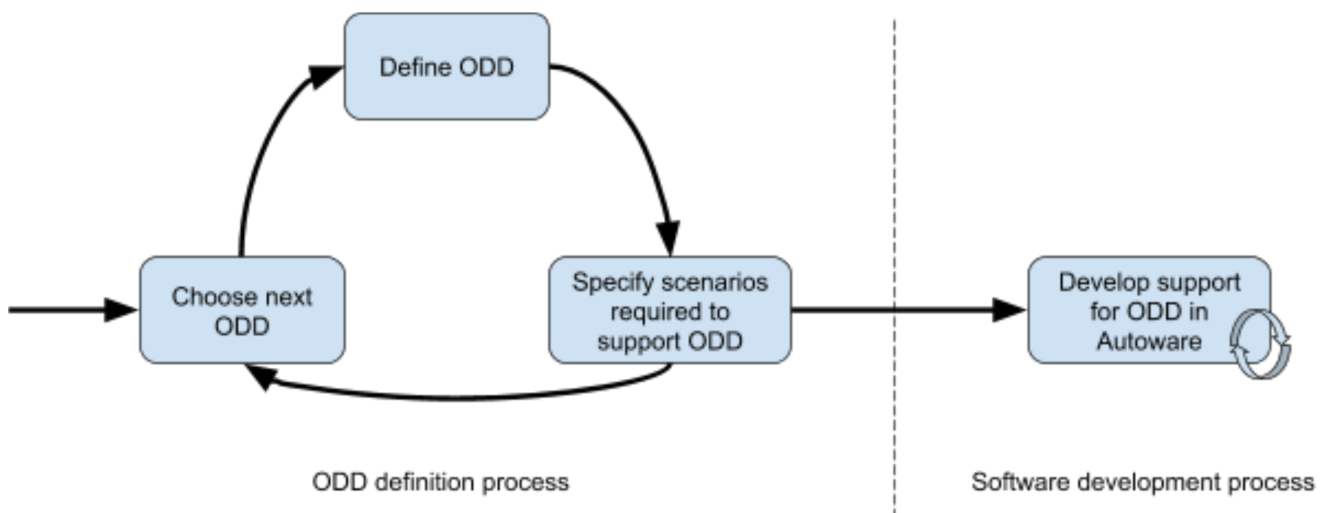 Define ODD
Choose next
ODD
Specify scenarios
required to
support ODD
Develop support
for ODD in
Autoware
ODD definition process
Software development process